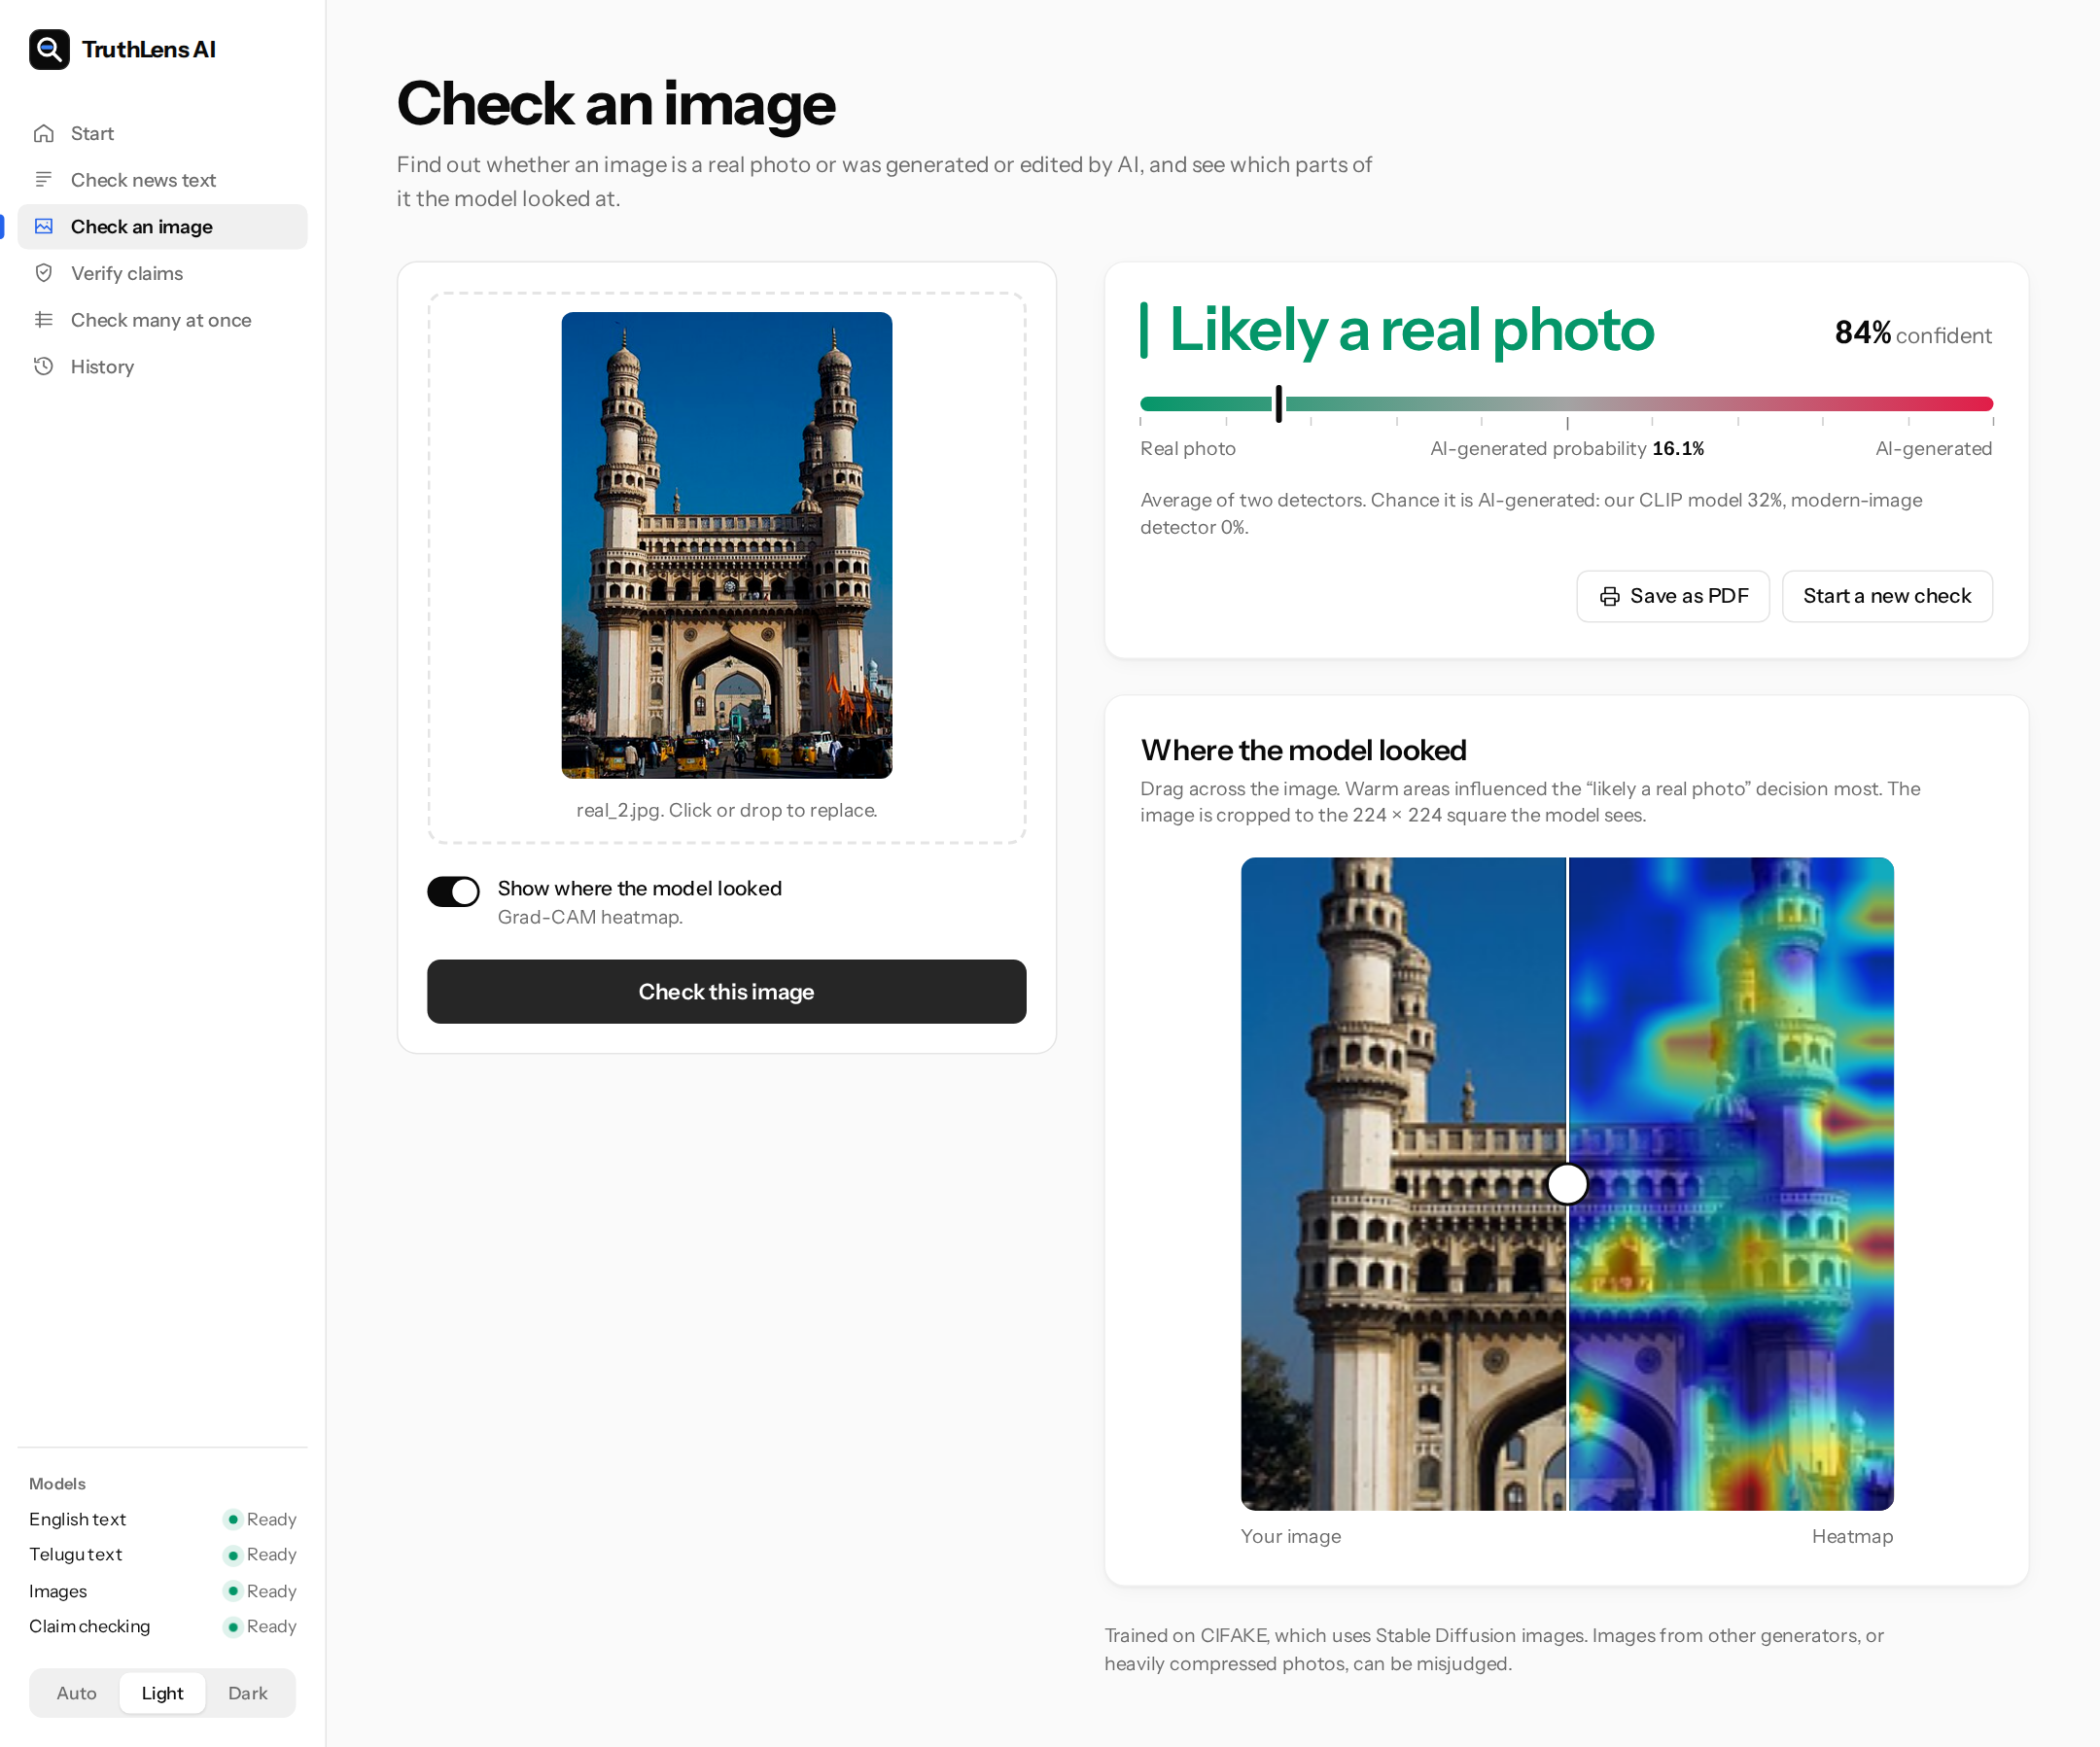 TruthLens AI
Start
Check news text
Check an image
Verify claims
Check many at once
History
Models
English text Ready
Telugu text Ready
Images Ready
Claim checking Ready
Auto Light Dark
Check an image
Find out whether an image is a real photo or was generated or edited by AI, and see which parts of
it the model looked at.
real_2.jpg. Click or drop to replace.
Show where the model looked
Grad-CAM heatmap.
Check this image
Likely a real photo
84% confident
Real photo AI-generated probability 16.1% AI-generated
Average of two detectors. Chance it is AI-generated: our CLIP model 32%, modern-image
detector 0%.
Save as PDF Start a new check
Where the model looked
Drag across the image. Warm areas influenced the “likely a real photo” decision most. The
image is cropped to the 224 × 224 square the model sees.
Your image Heatmap
Trained on CIFAKE, which uses Stable Diffusion images. Images from other generators, or
heavily compressed photos, can be misjudged.